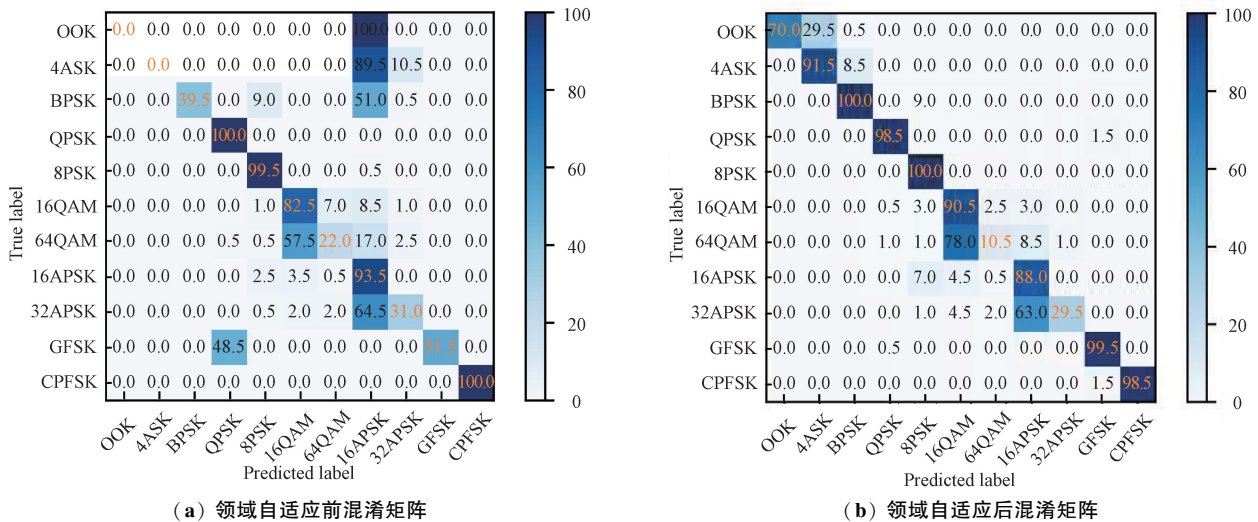 OOK 0.0 0.0 0.0 0.0 0.0 0.0 0.0 100.0 0.0 0.0 0.0
4ASK 0.0 0.0 0.0 0.0 0.0 0.0 0.0 89.5 10.5 0.0 0.0
BPSK 0.0 0.0 39.5 0.0 9.0 0.0 0.0 51.0 0.5 0.0 0.0
QPSK 0.0 0.0 0.0 100.0 0.0 0.0 0.0 0.0 0.0 0.0 0.0
8PSK 0.0 0.0 0.0 0.0 99.5 0.0 0.0 0.5 0.0 0.0 0.0
16QAM 0.0 0.0 0.0 0.0 1.0 82.5 7.0 8.5 1.0 0.0 0.0
64QAM 0.0 0.0 0.0 0.5 0.5 57.5 22.0 17.0 2.5 0.0 0.0
16APSK 0.0 0.0 0.0 0.0 2.5 3.5 0.5 93.5 0.0 0.0 0.0
32APSK 0.0 0.0 0.0 0.0 0.5 2.0 2.0 64.5 31.0 0.0 0.0
GFSK 0.0 0.0 0.0 48.5 0.0 0.0 0.0 0.0 0.0 51.5 0.0
CPFSK 0.0 0.0 0.0 0.0 0.0 0.0 0.0 0.0 0.0 0.0 100.0
True label
OOK 4ASK BPSK QPSK 8PSK 16QAM 64QAM 16APSK 32APSK GFSK CPFSK
Predicted label
100
80
60
40
20
0
(a) 领域自适应前混淆矩阵
OOK 70.0 29.5 0.5 0.0 0.0 0.0 0.0 0.0 0.0 0.0 0.0
4ASK 0.0 91.5 8.5 0.0 0.0 0.0 0.0 0.0 0.0 0.0 0.0
BPSK 0.0 0.0 100.0 0.0 9.0 0.0 0.0 0.0 0.0 0.0 0.0
QPSK 0.0 0.0 0.0 98.5 0.0 0.0 0.0 0.0 0.0 1.5 0.0
8PSK 0.0 0.0 0.0 0.0 100.0 0.0 0.0 0.0 0.0 0.0 0.0
16QAM 0.0 0.0 0.0 0.5 3.0 90.5 2.5 3.0 0.0 0.0 0.0
64QAM 0.0 0.0 0.0 1.0 1.0 78.0 10.5 8.5 1.0 0.0 0.0
16APSK 0.0 0.0 0.0 0.0 7.0 4.5 0.5 88.0 0.0 0.0 0.0
32APSK 0.0 0.0 0.0 0.0 1.0 4.5 2.0 63.0 29.5 0.0 0.0
GFSK 0.0 0.0 0.0 0.5 0.0 0.0 0.0 0.0 0.0 99.5 0.0
CPFSK 0.0 0.0 0.0 0.0 0.0 0.0 0.0 0.0 0.0 1.5 98.5
True label
OOK 4ASK BPSK QPSK 8PSK 16QAM 64QAM 16APSK 32APSK GFSK CPFSK
Predicted label
100
80
60
40
20
0
(b) 领域自适应后混淆矩阵